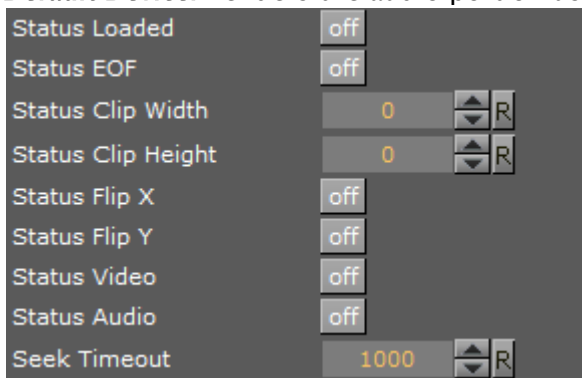 Status Loaded off
Status EOF off
Status Clip Width 0 R
Status Clip Height 0 R
Status Flip X off
Status Flip Y off
Status Video off
Status Audio off
Seek Timeout 1000 R